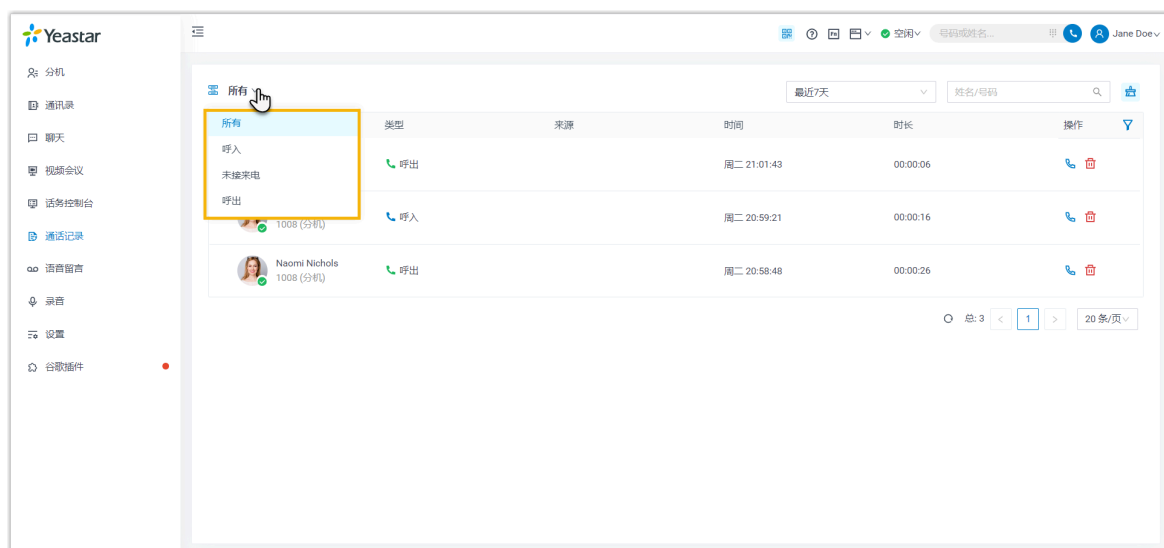 Yeastar
Fn 空闲 号码或姓名... Jane Doe
分机
通讯录
聊天
视频会议
话务控制台
通话记录
语音留言
录音
设置
谷歌插件
所有 最近7天 姓名/号码
所有
呼入
未接来电
呼出
类型 来源 时间 时长 操作
呼出 周二 21:01:43 00:00:06
1008 (分机) 呼入 周二 20:59:21 00:00:16
Naomi Nichols
1008 (分机) 呼出 周二 20:58:48 00:00:26
总: 3 < 1 > 20 条/页